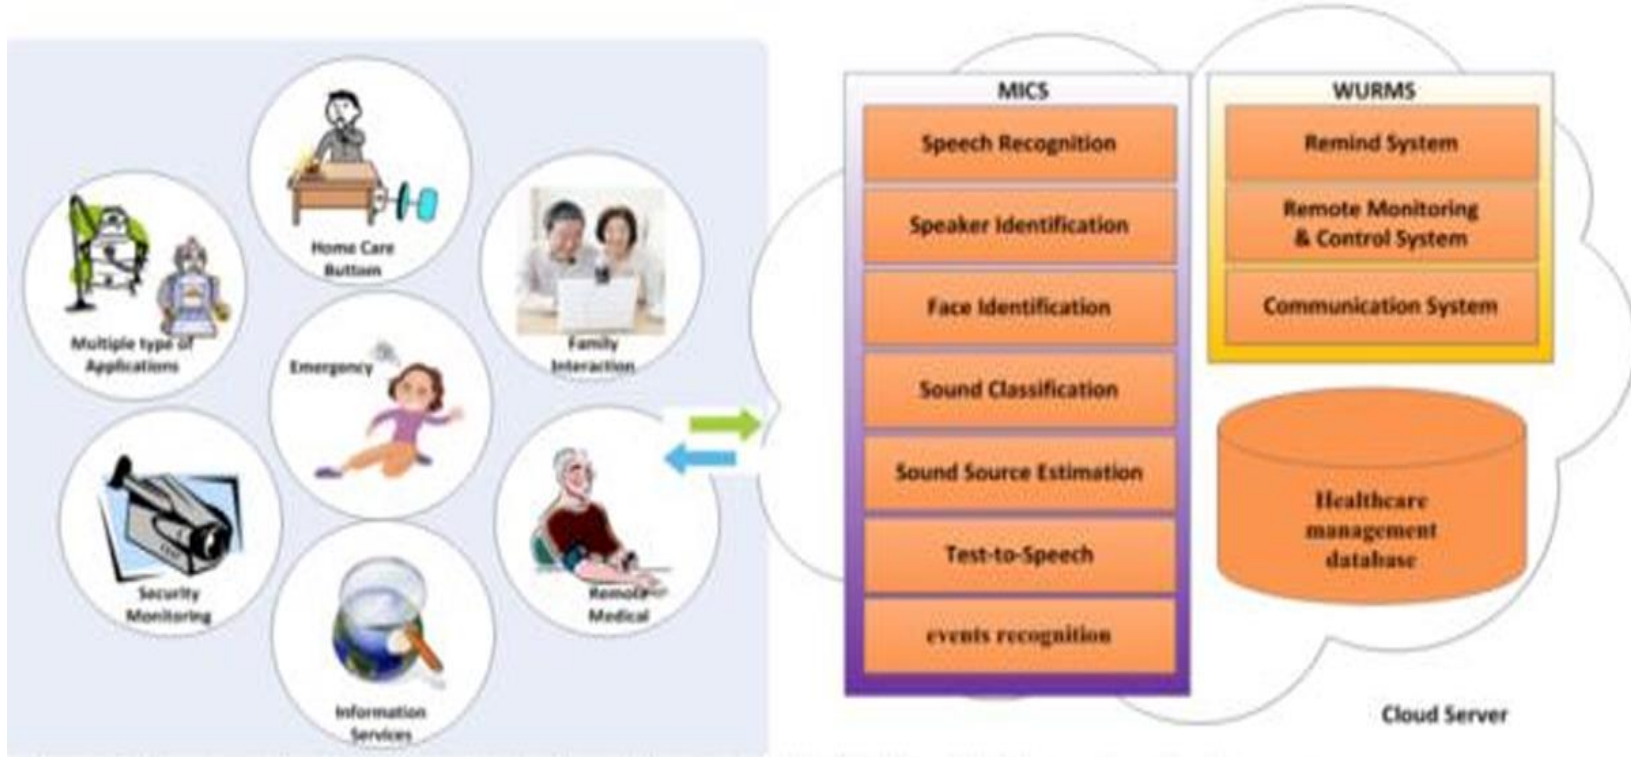 Home Care
Buttom
Multiple type of
Applications
Family
Interaction
Emergency
Security
Monitoring
Remote
Medical
Information
Services
MICS
Speech Recognition
Speaker Identification
Face Identification
Sound Classification
Sound Source Estimation
Test-to-Speech
events recognition
WURMS
Remind System
Remote Monitoring
& Control System
Communication System
Healthcare
management
database
Cloud Server